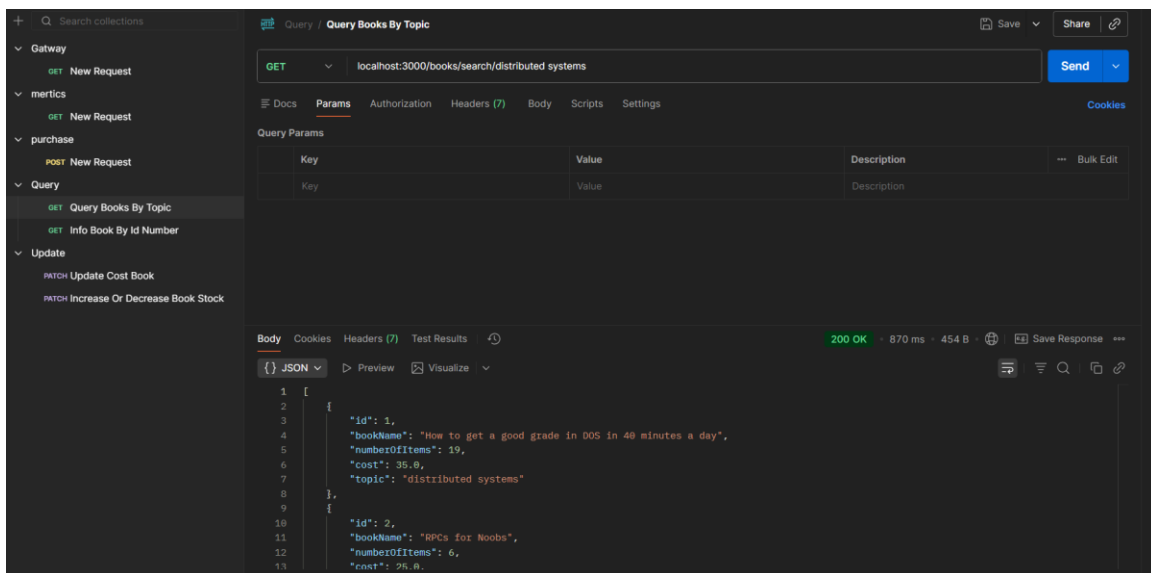 Search collections
Gatway
GET New Request
mertics
GET New Request
purchase
POST New Request
Query
GET Query Books By Topic
GET Info Book By Id Number
Update
PATCH Update Cost Book
PATCH Increase Or Decrease Book Stock
HTTP Query / Query Books By Topic
Save Share
GET localhost:3000/books/search/distributed systems Send
Docs Params Authorization Headers (7) Body Scripts Settings Cookies
Query Params
Key Value Description ••• Bulk Edit
Key Value Description
Body Cookies Headers (7) Test Results 200 OK • 870 ms • 454 B • Save Response •••
{} JSON Preview Visualize
1 [
2 {
3 "id": 1,
4 "bookName": "How to get a good grade in DOS in 40 minutes a day",
5 "numberOfItems": 19,
6 "cost": 35.0,
7 "topic": "distributed systems"
8 },
9 {
10 "id": 2,
11 "bookName": "RPCs for Noobs",
12 "numberOfItems": 6,
13 "cost": 25.0,